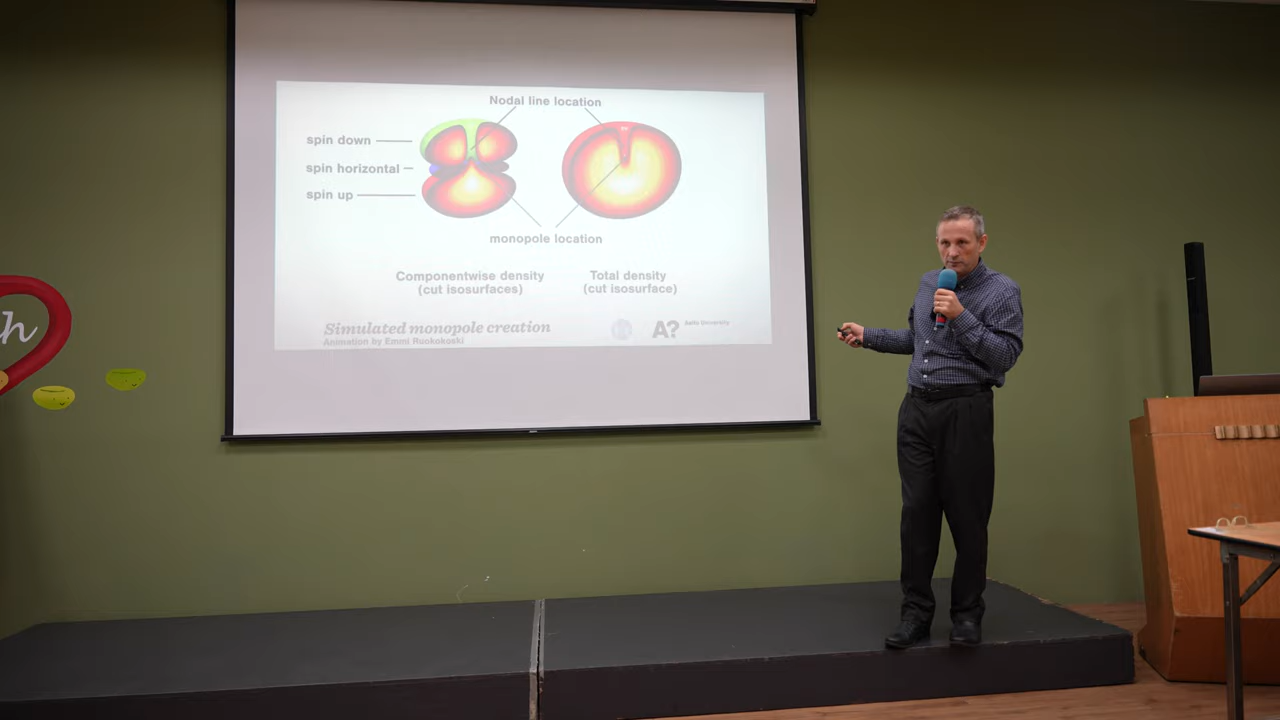 Nodal line location
spin down
spin horizontal
spin up
monopole location
Componentwise density
(cut isosurfaces)
Total density
(cut isosurface)
Simulated monopole creation
Animation by Emmi Ruokokoski
A?
Aalto University
h